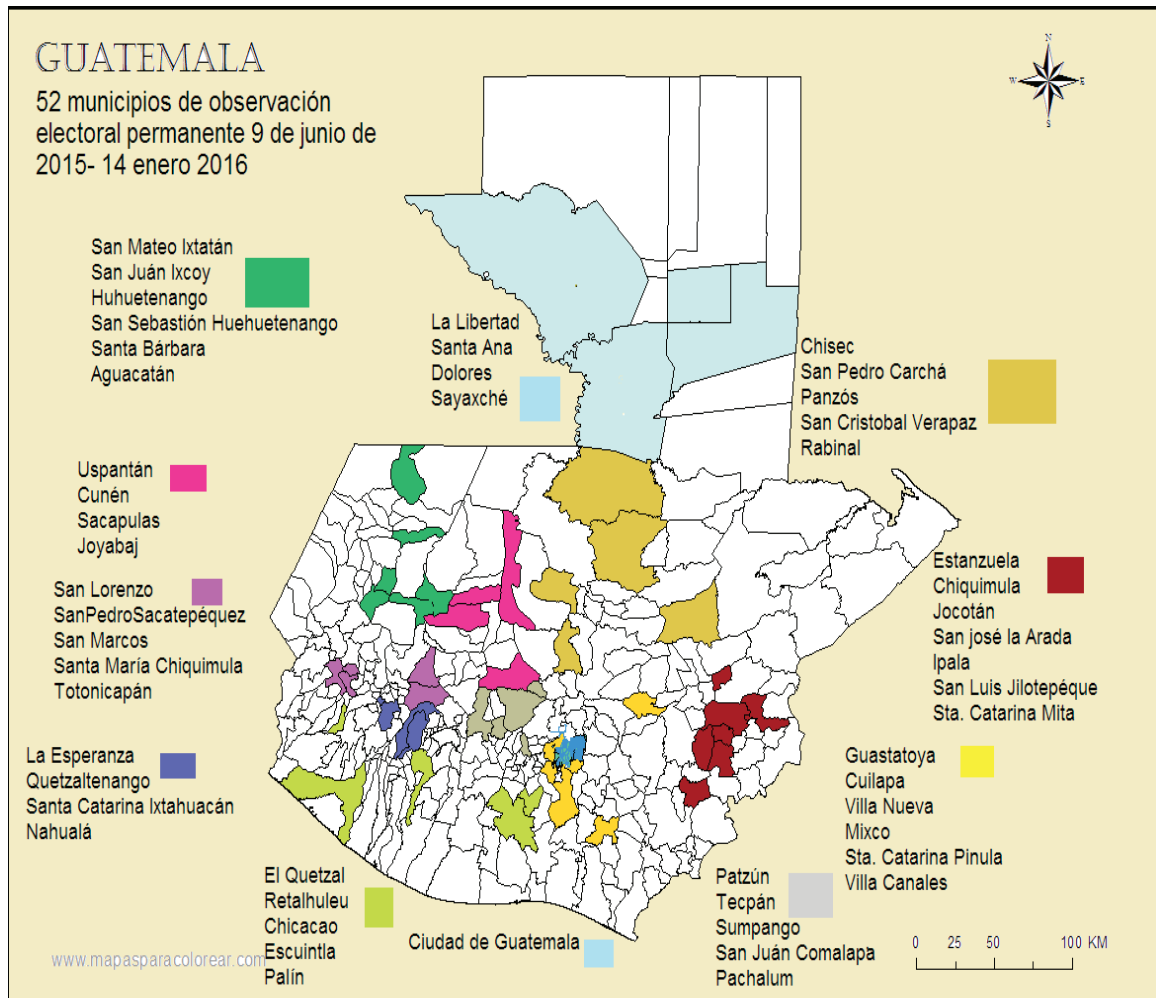 GUATEMALA
52 municipios de observación
electoral permanente 9 de junio de
2015- 14 enero 2016
N
W
E
S
San Mateo Ixtatán
San Juán Ixcoy
Huhuetenango
San Sebastión Huehuetenango
Santa Bárbara
Aguacatán
La Libertad
Santa Ana
Dolores
Sayaxché
Chisec
San Pedro Carchá
Panzós
San Cristobal Verapaz
Rabinal
Uspantán
Cunén
Sacapulas
Joyabaj
San Lorenzo
SanPedroSacatepéquez
San Marcos
Santa María Chiquimula
Totonicapán
Estanzuela
Chiquimula
Jocotán
San josé la Arada
Ipala
San Luis Jilotepéque
Sta. Catarina Mita
La Esperanza
Quetzaltenango
Santa Catarina Ixtahuacán
Nahualá
Guastatoya
Cuilapa
Villa Nueva
Mixco
Sta. Catarina Pinula
Villa Canales
El Quetzal
Retalhuleu
Chicacao
Escuintla
Palín
Ciudad de Guatemala
Patzún
Tecpán
Sumpango
San Juán Comalapa
Pachalum
0 25 50 100 KM
www.mapasparacolorear.com